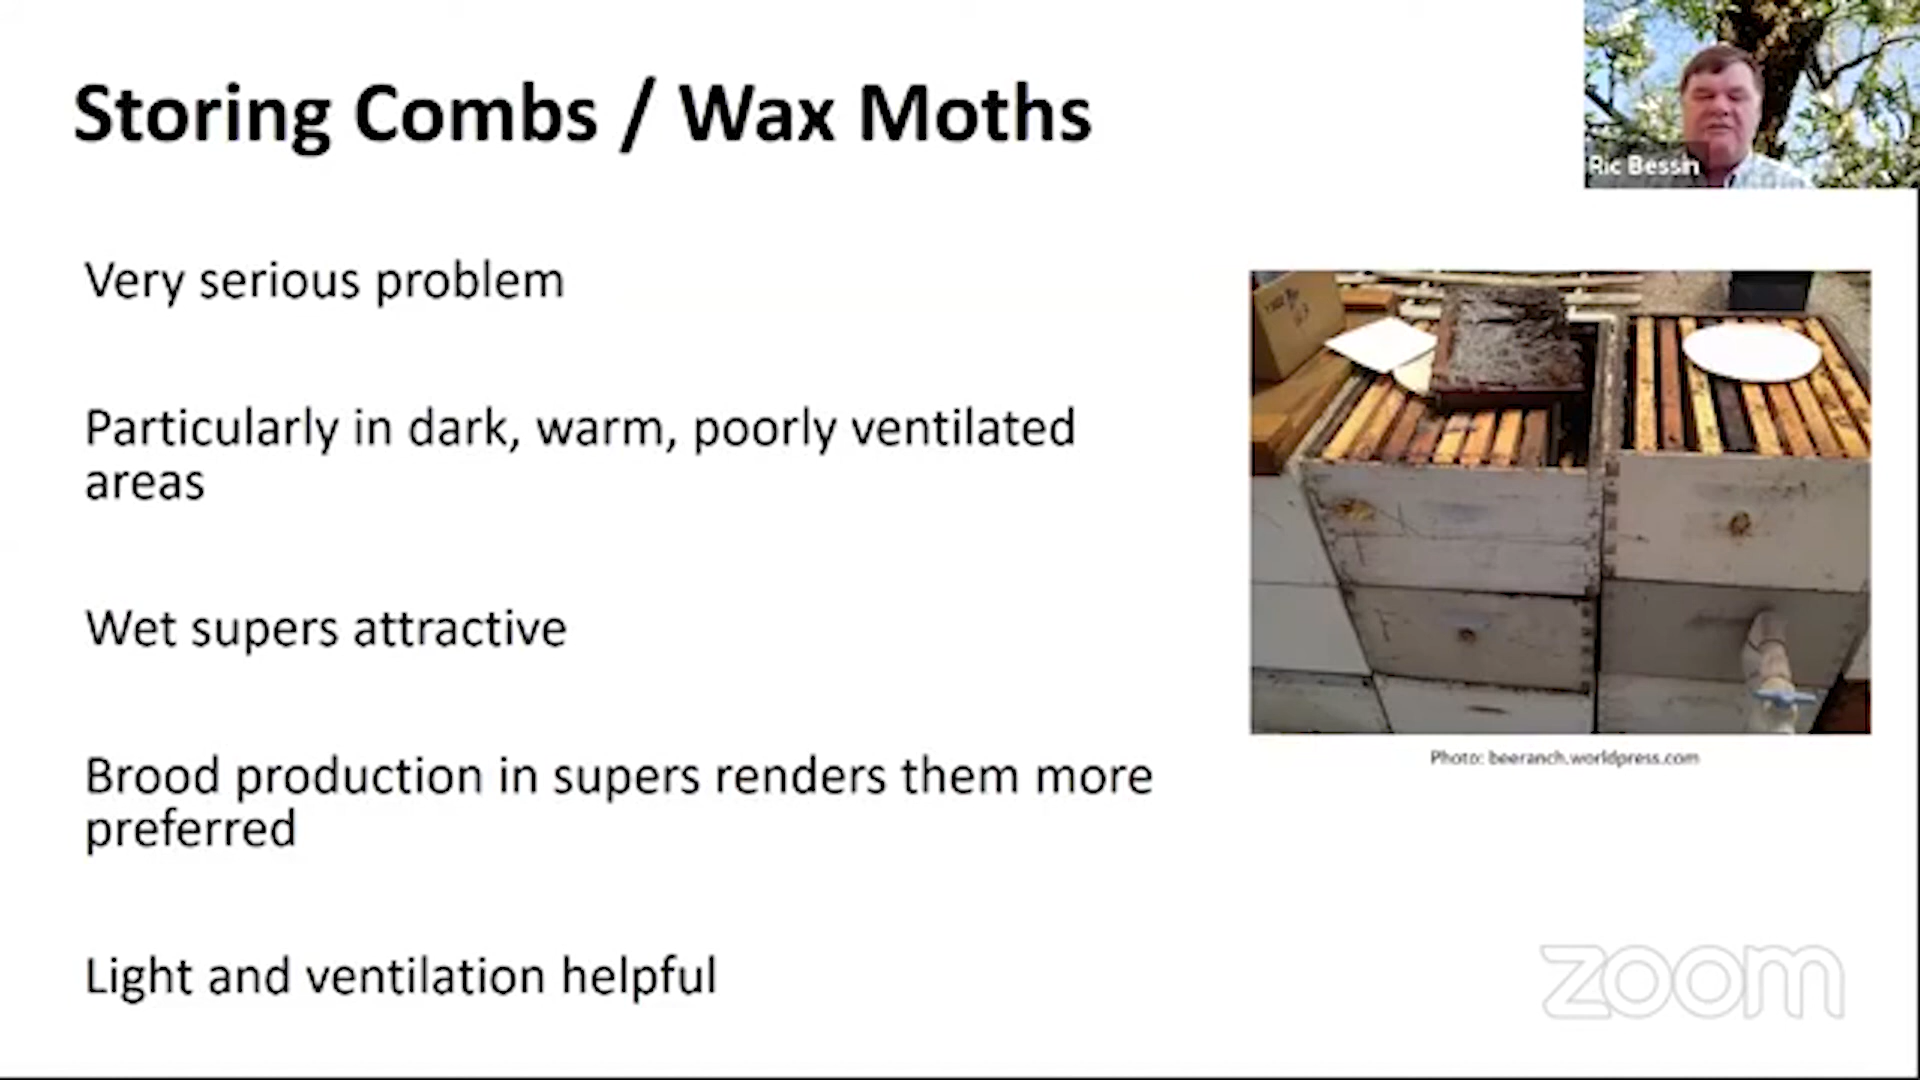 Storing Combs / Wax Moths
Ric Bessin
Very serious problem
Particularly in dark, warm, poorly ventilated
areas
Wet supers attractive
Brood production in supers renders them more
preferred
Light and ventilation helpful
Photo: beeranch.worldpress.com
zoom